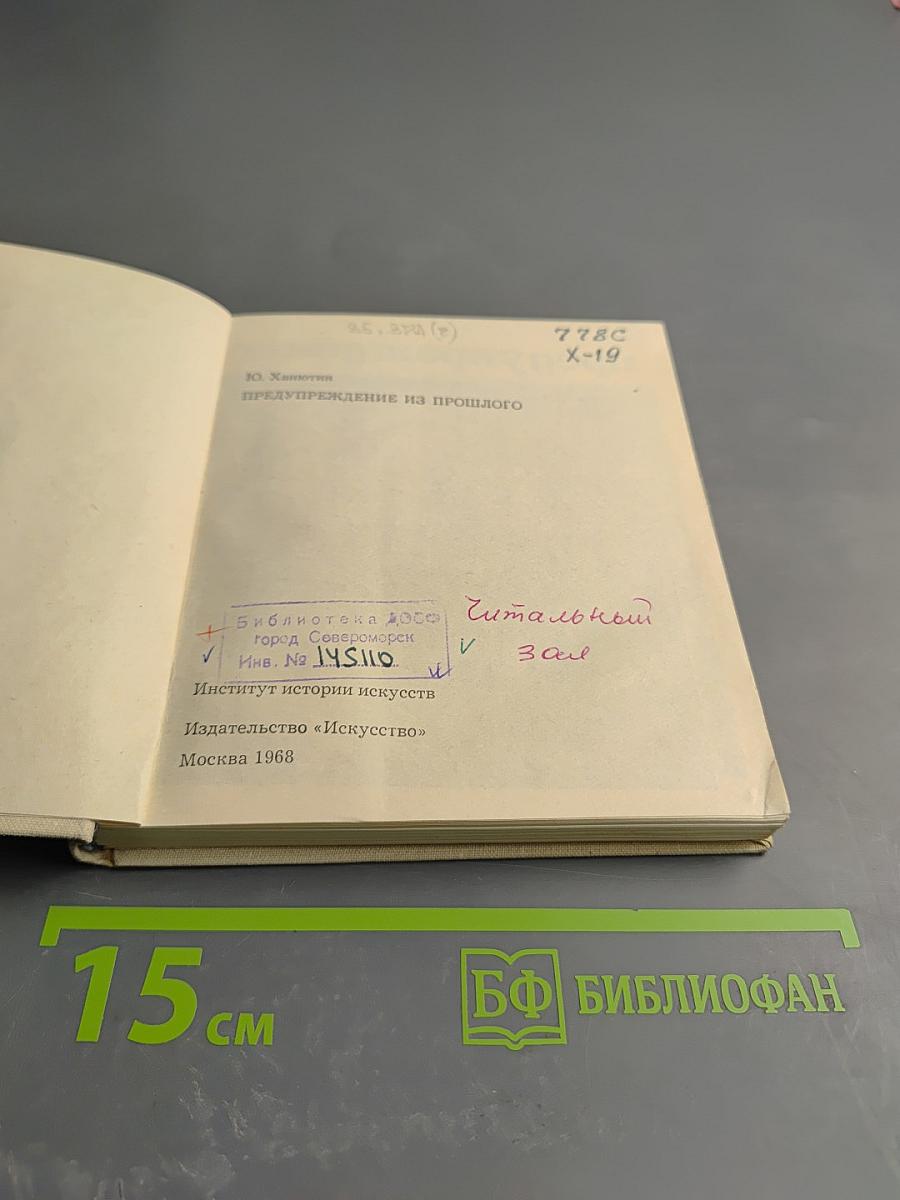 778С
Х-19
Ю. Ханютин
ПРЕДУПРЕЖДЕНИЕ ИЗ ПРОШЛОГО
Библиотека ДОСФ
город Североморск
Инв. № 145110
Читальный
зал
Институт истории искусств
Издательство «Искусство»
Москва 1968
15 см
БФ БИБЛИОФАН